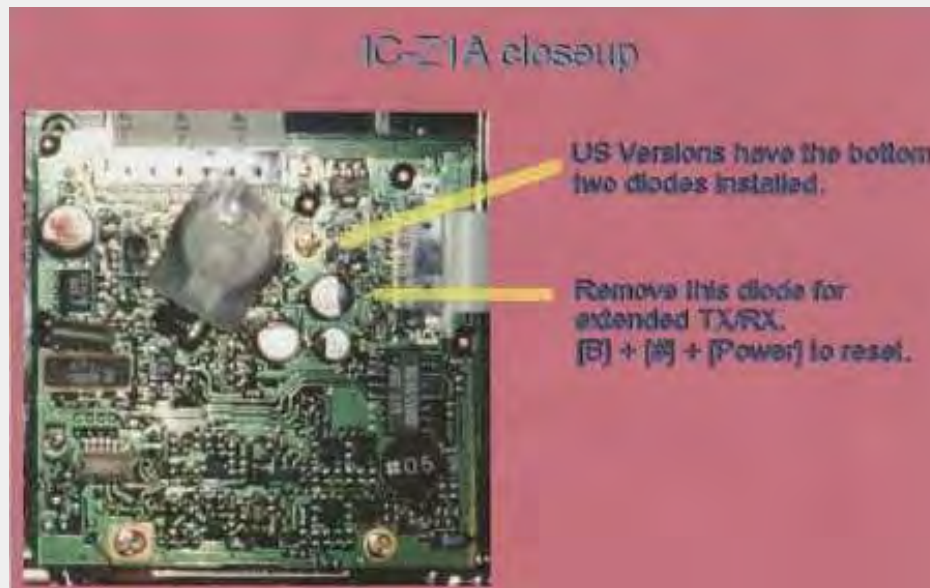 IC-Z1A closeup
US Versions have the bottom
two diodes installed.
Remove this diode for
extended TX/RX.
[B] + [#] + [Power] to reset.
#05